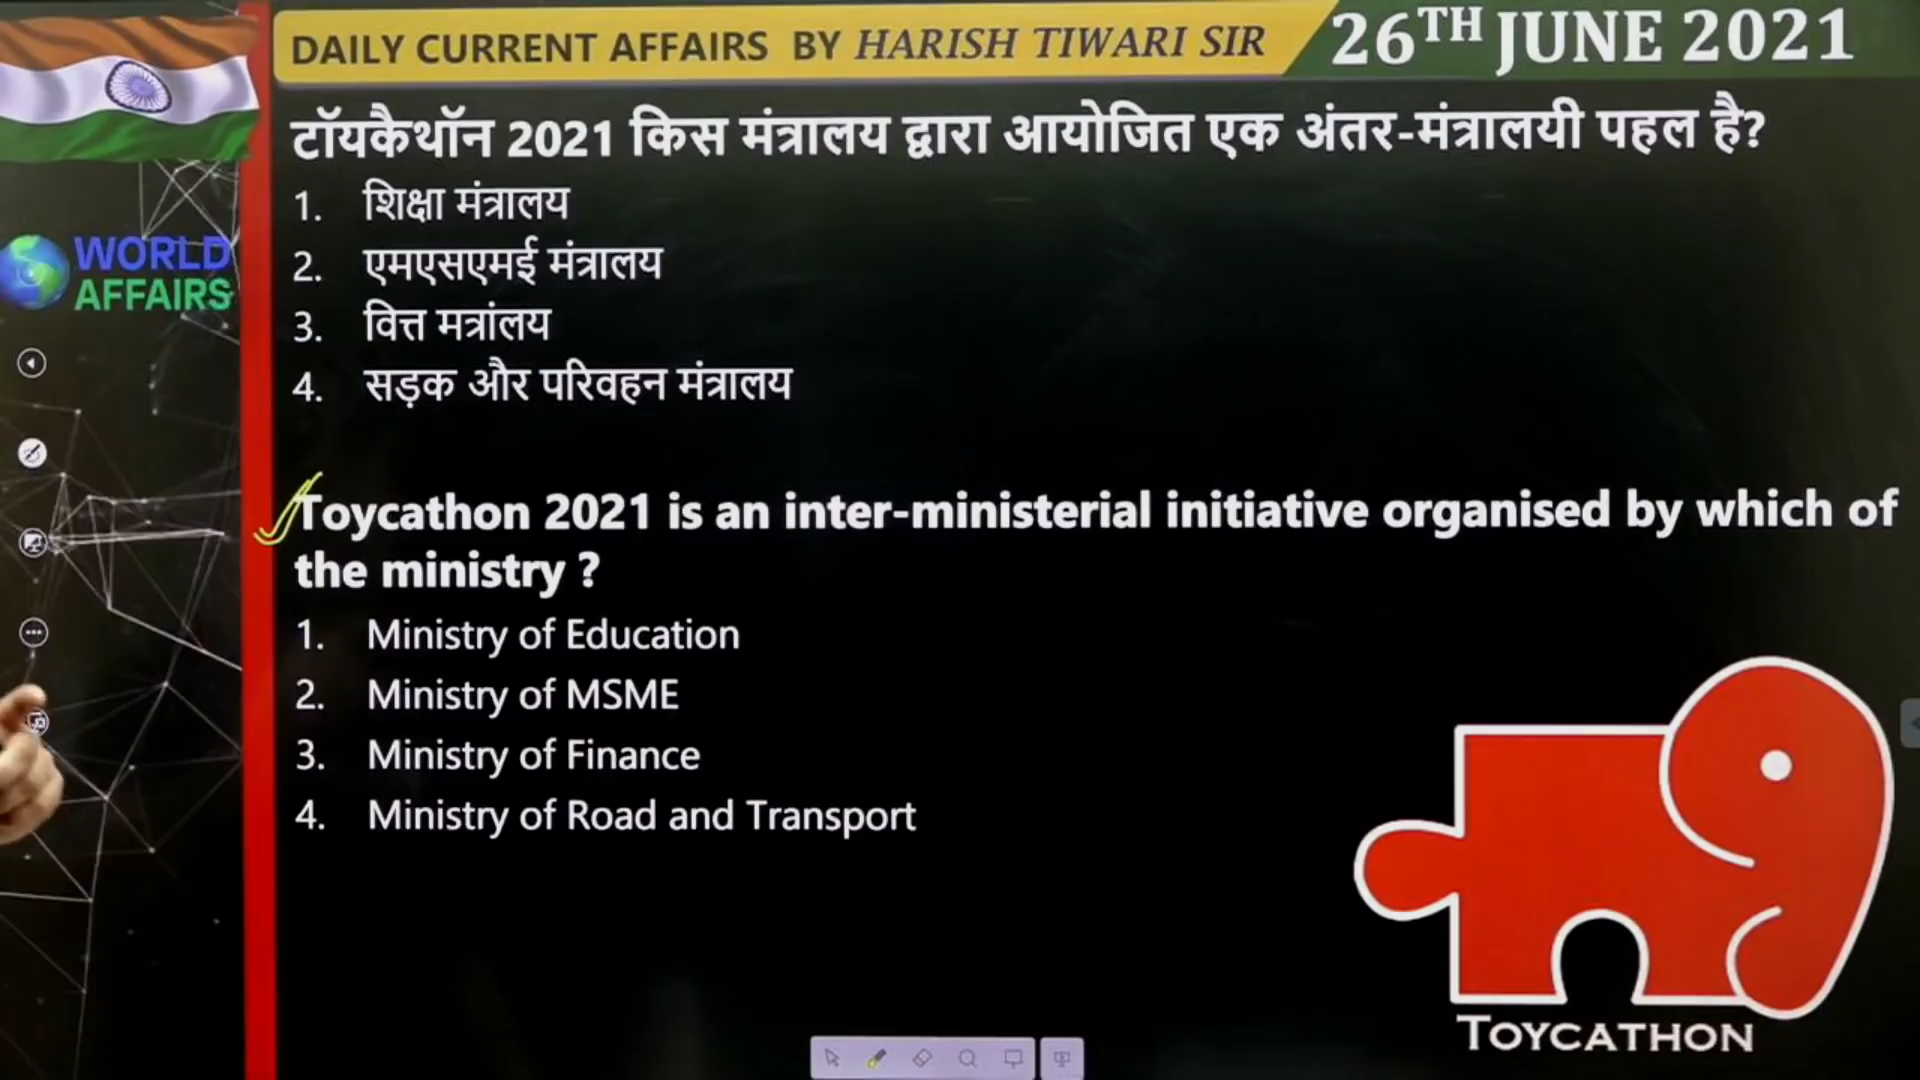 DAILY CURRENT AFFAIRS BY HARISH TIWARI SIR
26TH JUNE 2021
टॉयकैथॉन 2021 किस मंत्रालय द्वारा आयोजित एक अंतर-मंत्रालयी पहल है?
1. शिक्षा मंत्रालय
2. एमएसएमई मंत्रालय
3. वित्त मत्रांलय
4. सड़क और परिवहन मंत्रालय
WORLD
AFFAIRS
Toycathon 2021 is an inter-ministerial initiative organised by which of
the ministry ?
1. Ministry of Education
2. Ministry of MSME
3. Ministry of Finance
4. Ministry of Road and Transport
TOYCATHON